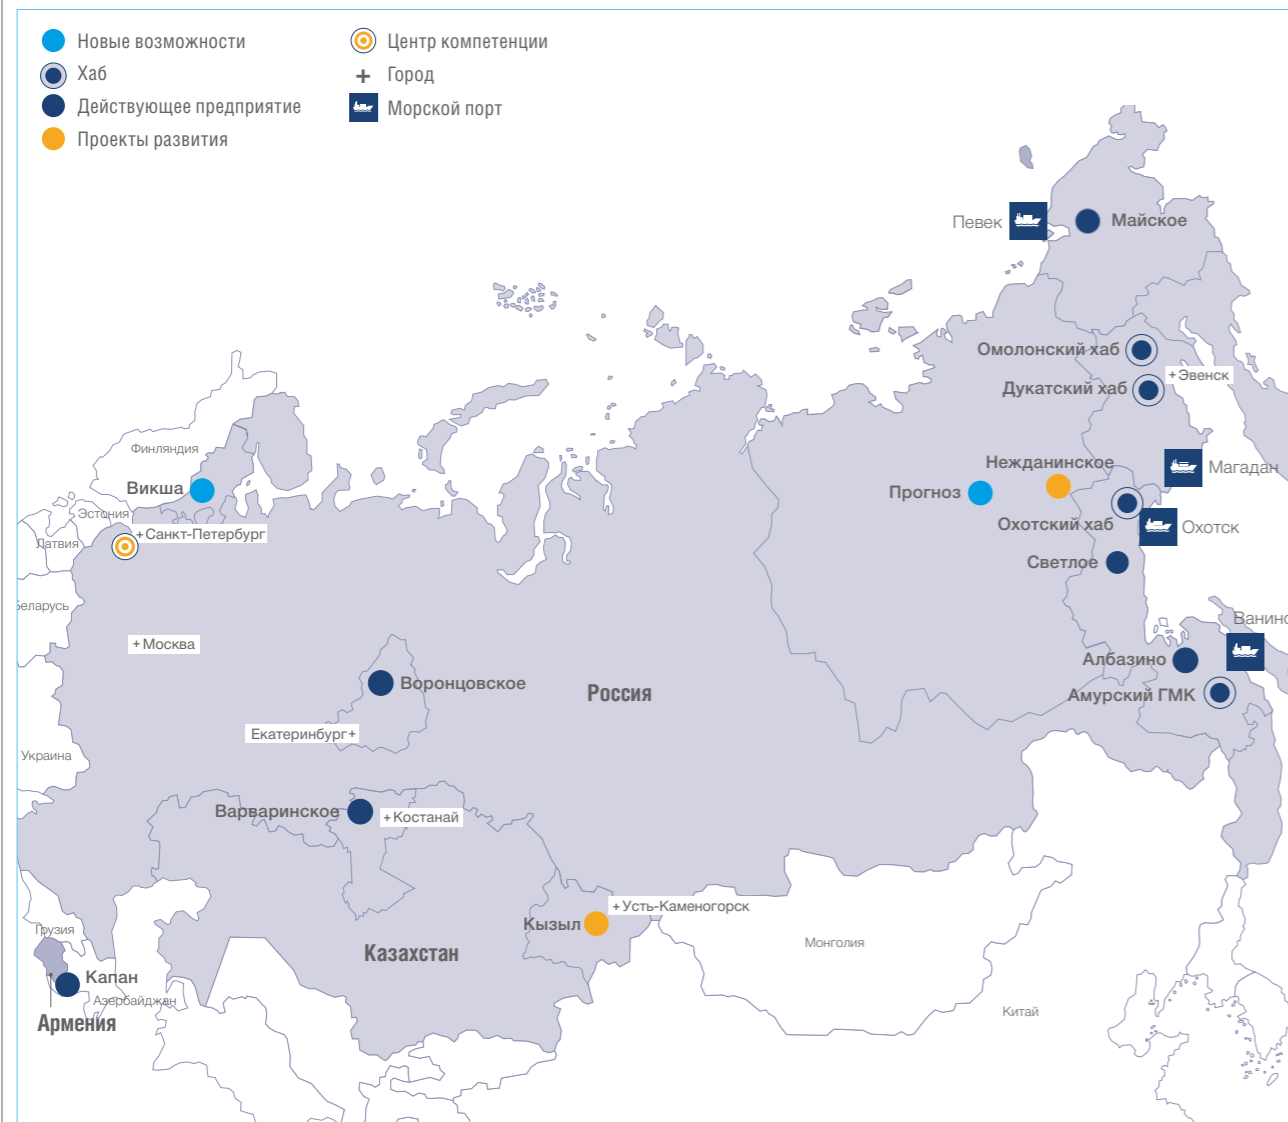 Новые возможности
Хаб
Действующее предприятие
Проекты развития
Центр компетенции
+ Город
Морской порт
Певек
Майское
Омолонский хаб
+Эвенск
Дукатский хаб
Финляндия
Нежданинское
Магадан
Викша
Прогноз
Эстония
Охотский хаб
Охотск
+Санкт-Петербург
Латвия
Светлое
Беларусь
Ванино
+Москва
Албазино
Воронцовское
Россия
Амурский ГМК
Екатеринбург+
Украина
Варваринское
+Костанай
+Усть-Каменогорск
Кызыл
Грузия
Монголия
Казахстан
Капан
Азербайджан
Китай
Армения